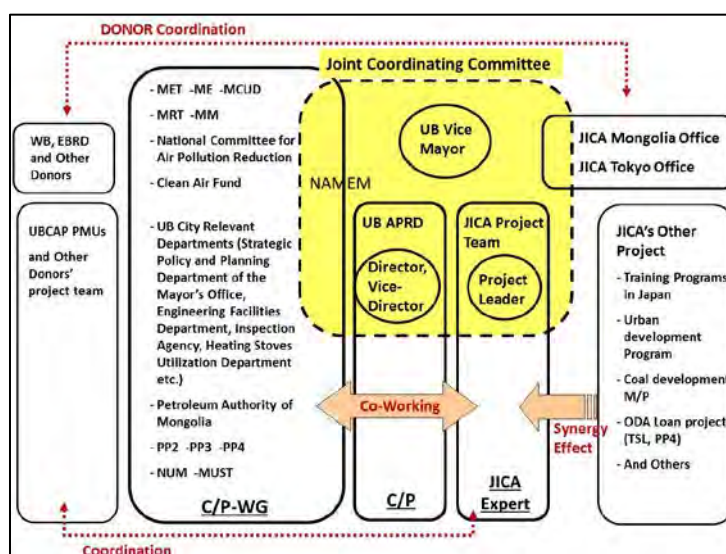 DONOR Coordination
Joint Coordinating Committee
WB, EBRD
and Other
Donors
UBCAP PMUs
and Other
Donors'
project team
- MET -ME -MCUD
- MRT -MM
- National Committee for
Air Pollution Reduction
- Clean Air Fund
- UB City Relevant
Departments (Strategic
Policy and Planning
Department of the
Mayor's Office,
Engineering Facilities
Department, Inspection
Agency, Heating Stoves
Utilization Department
etc.)
- Petroleum Authority of
Mongolia
- PP2 -PP3 -PP4
- NUM -MUST
C/P-WG
NAMEM
UB Vice
Mayor
UB APRD
Director,
Vice-
Director
C/P
JICA Project
Team
Project
Leader
JICA
Expert
Co-Working
Synergy
Effect
JICA Mongolia Office
JICA Tokyo Office
JICA's Other
Project
- Training Programs
in Japan
- Urban
development
Program
- Coal development
M/P
- ODA Loan project
(TSL, PP4)
- And Others
Coordination